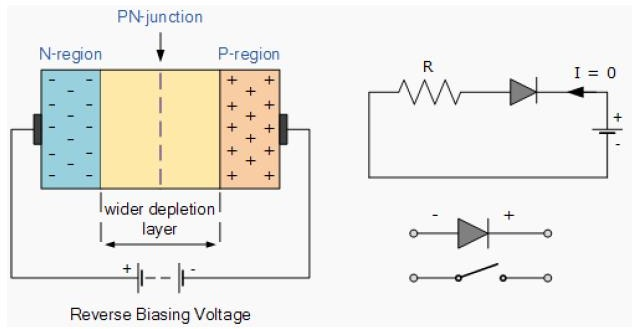 PN-junction
N-region
P-region
- - - - - - - - - - - - - -
+ + + + + + + + + + + + + +
wider depletion
layer
+ -
Reverse Biasing Voltage
R
I = 0
+
-
- +